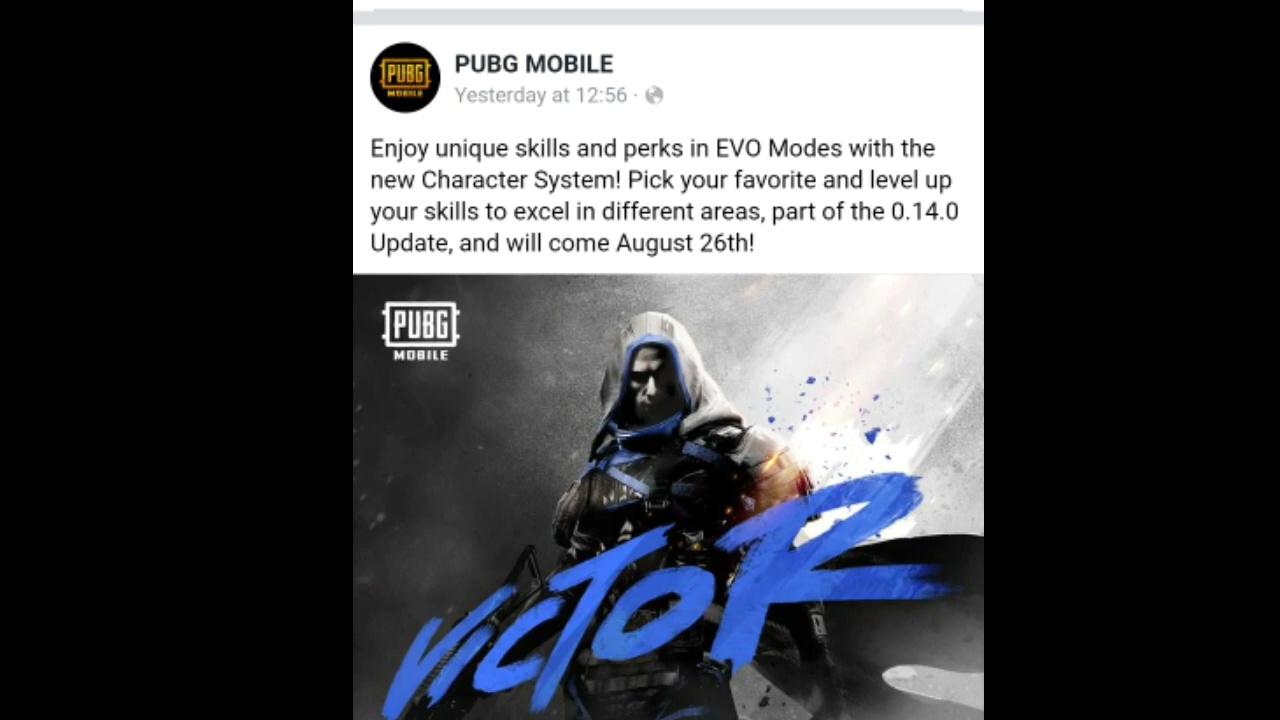 PUBG
MOBILE
PUBG MOBILE
Yesterday at 12:56 ·
Enjoy unique skills and perks in EVO Modes with the
new Character System! Pick your favorite and level up
your skills to excel in different areas, part of the 0.14.0
Update, and will come August 26th!
PUBG
MOBILE
VICTOR